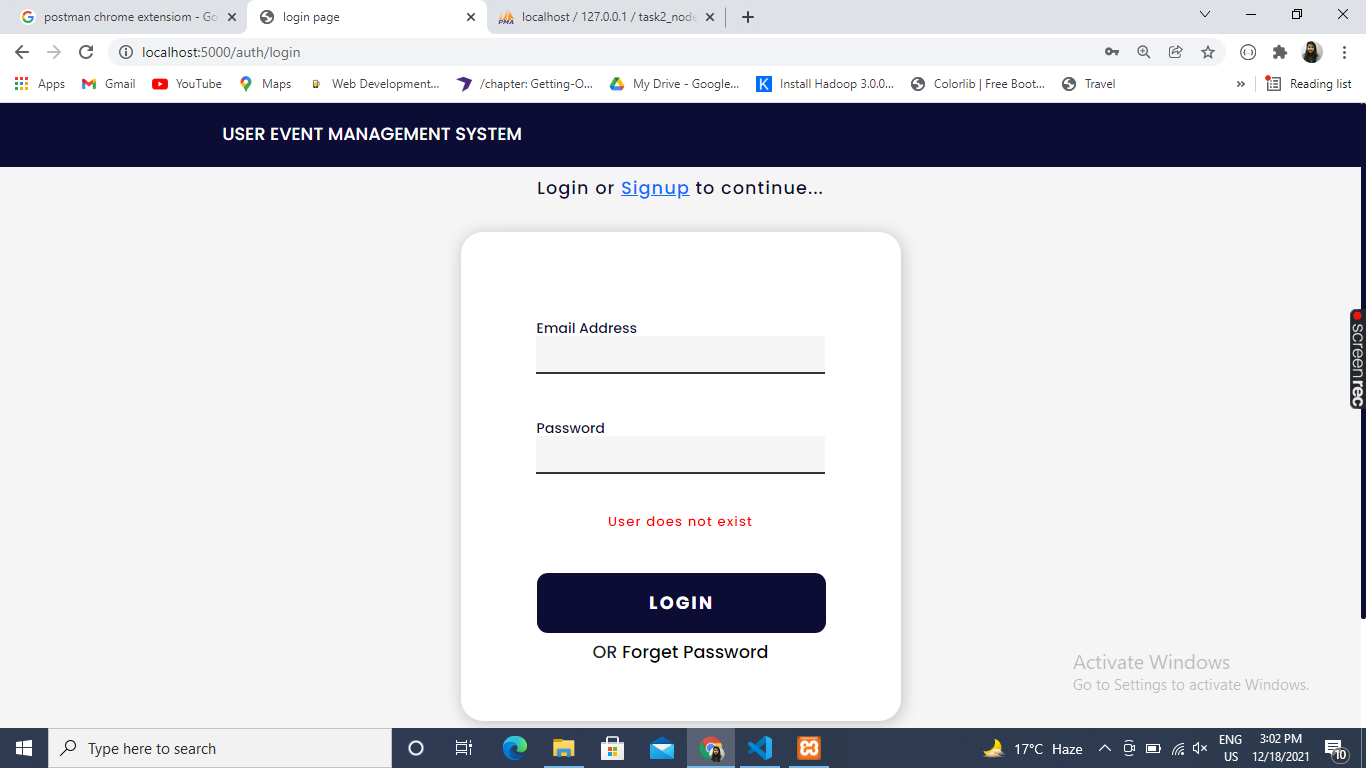 postman chrome extensiom - Go
login page
localhost / 127.0.0.1 / task2_node
localhost:5000/auth/login
Apps
Gmail
YouTube
Maps
Web Development...
/chapter: Getting-O...
My Drive - Google...
Install Hadoop 3.0.0...
Colorlib | Free Boot...
Travel
»
Reading list
USER EVENT MANAGEMENT SYSTEM
Login or Signup to continue...
Email Address
Password
User does not exist
LOGIN
OR Forget Password
screenrec
Activate Windows
Go to Settings to activate Windows.
Type here to search
17°C Haze
ENG
US
3:02 PM
12/18/2021
10